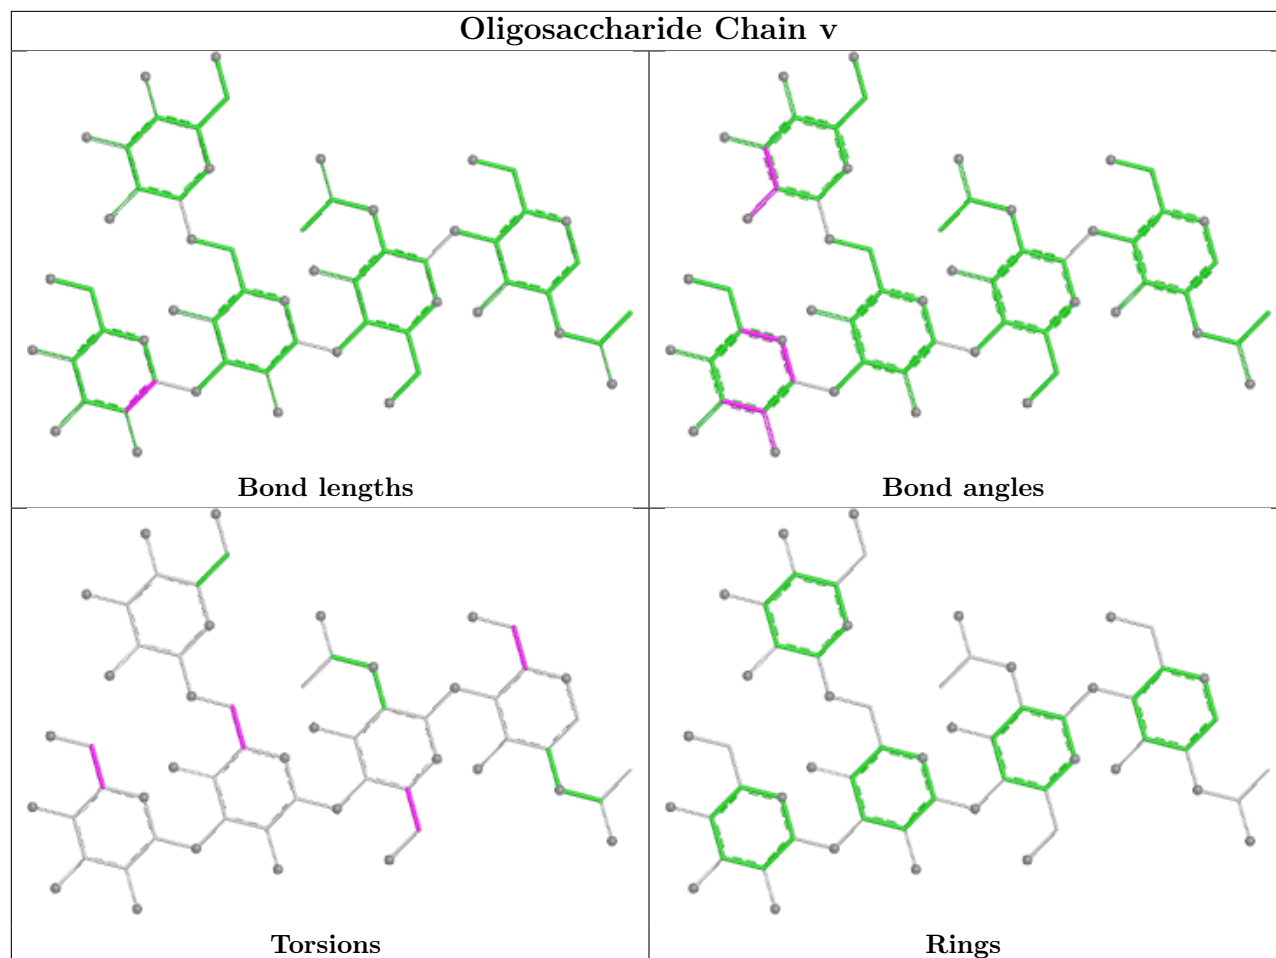 Oligosaccharide Chain v
Bond lengths
Bond angles
Torsions
Rings